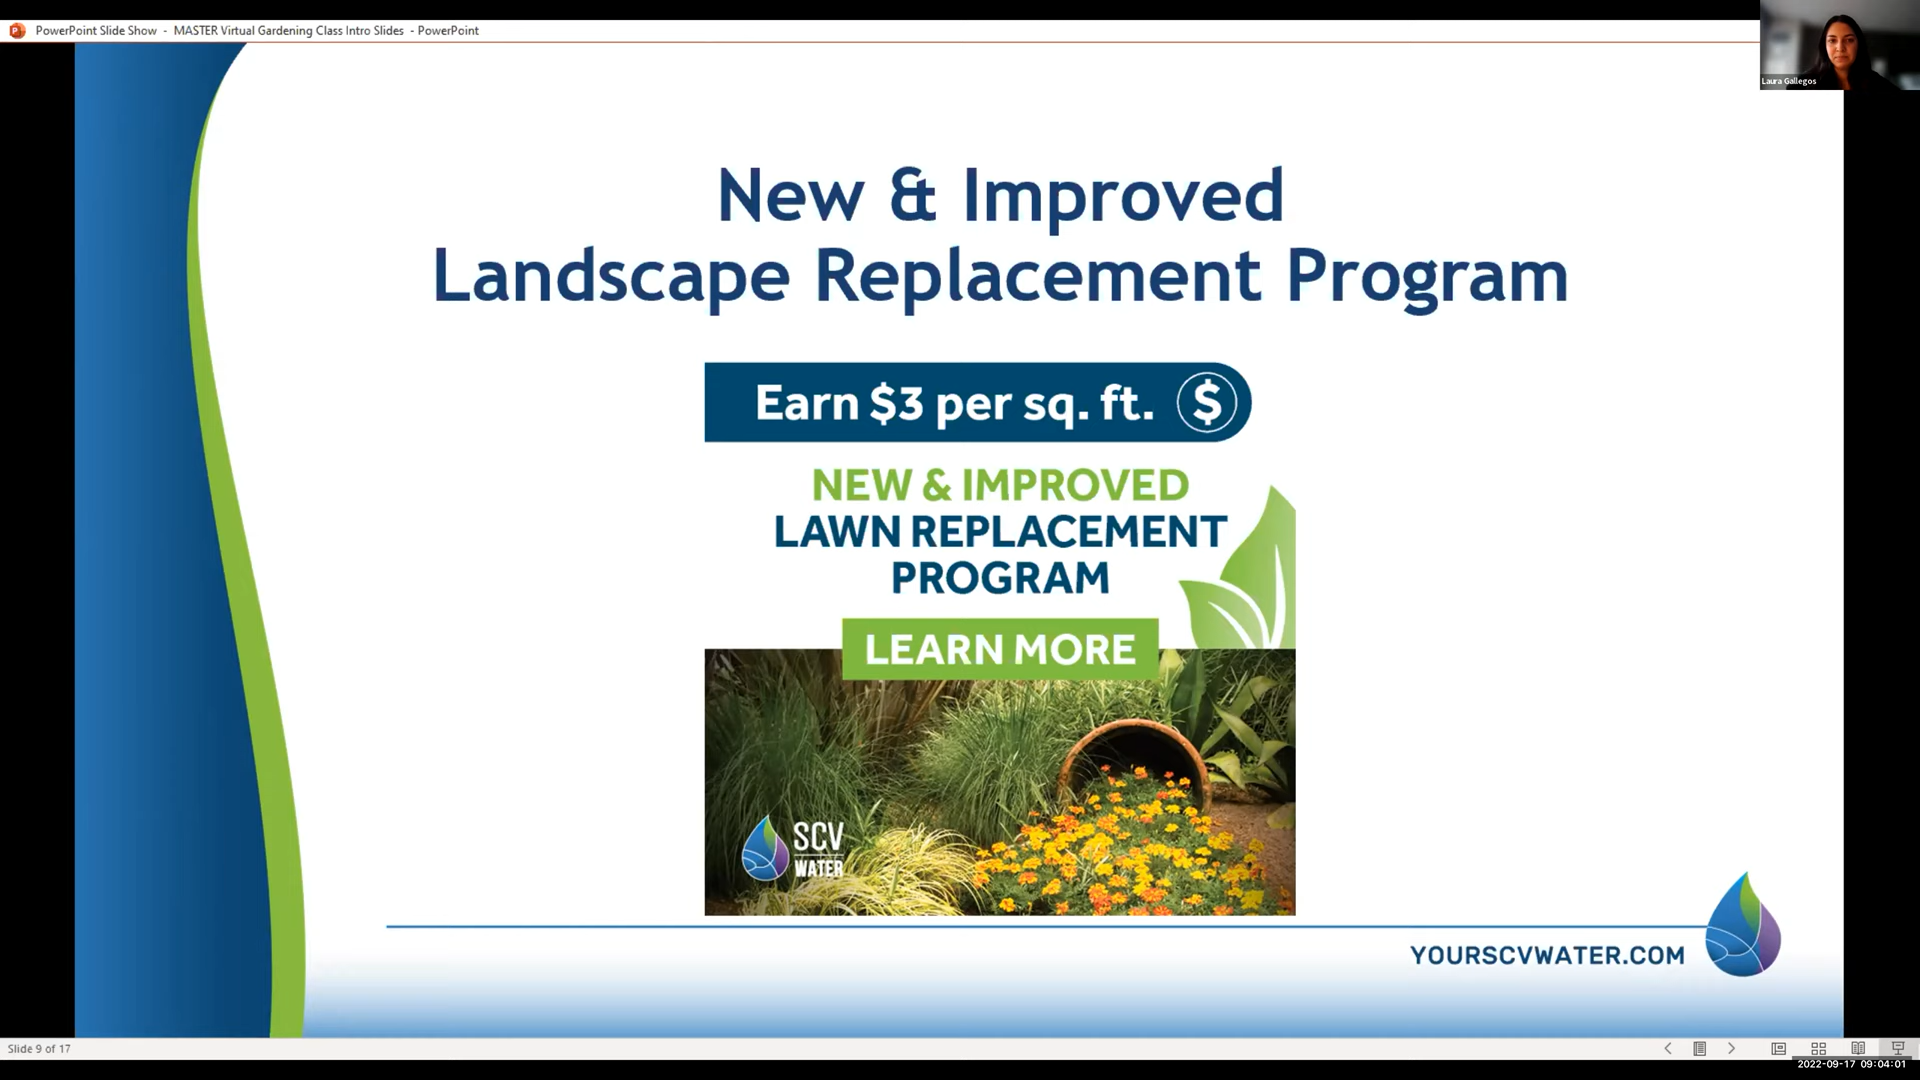 PowerPoint Slide Show - MASTER Virtual Gardening Class Intro Slides - PowerPoint
Laura Gallegos
New & Improved
Landscape Replacement Program
Earn $3 per sq. ft. $
NEW & IMPROVED
LAWN REPLACEMENT
PROGRAM
LEARN MORE
SCV
WATER
YOURSCVWATER.COM
Slide 9 of 17
2022-09-17 09:04:01